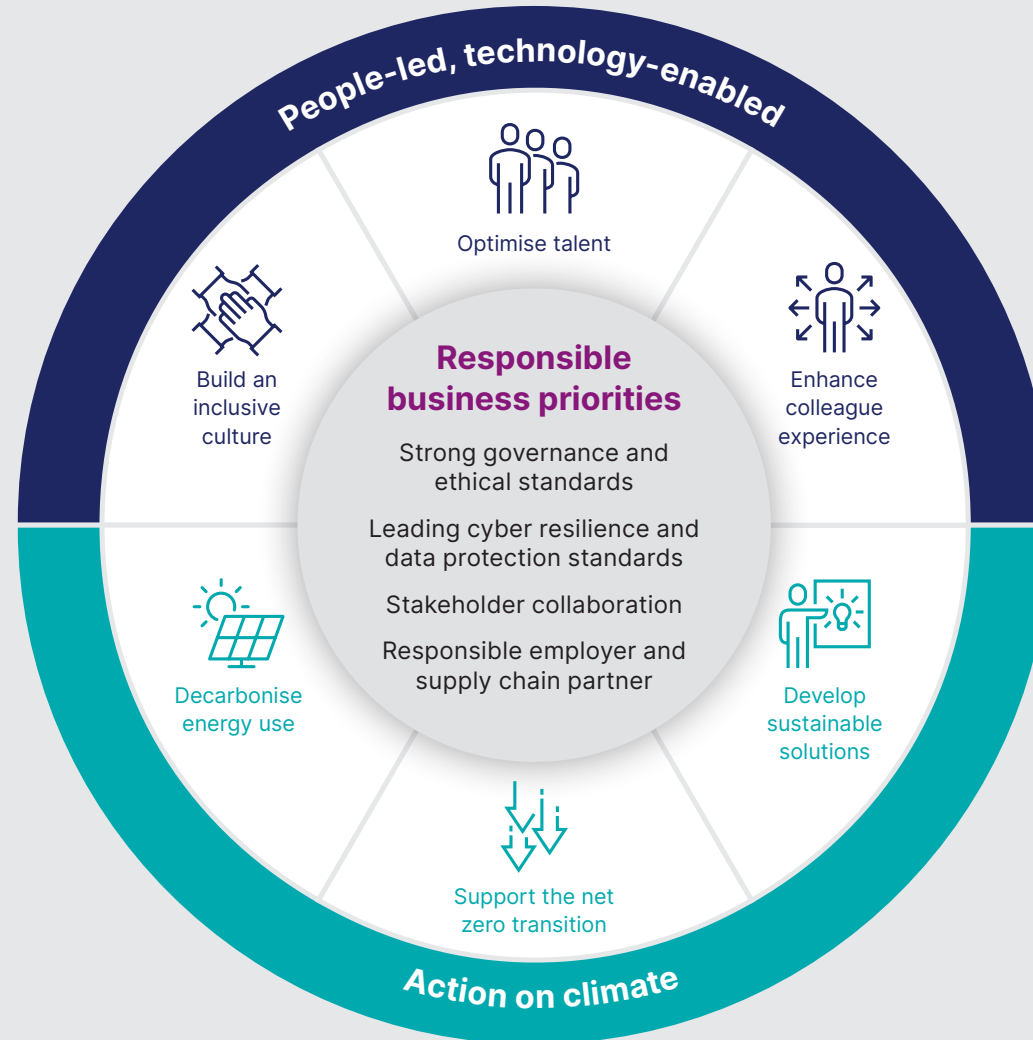 People-led, technology-enabled
Optimise talent
Build an
inclusive
culture
Enhance
colleague
experience
Responsible
business priorities
Strong governance and
ethical standards
Leading cyber resilience and
data protection standards
Stakeholder collaboration
Responsible employer and
supply chain partner
Decarbonise
energy use
Develop
sustainable
solutions
Support the net
zero transition
Action on climate